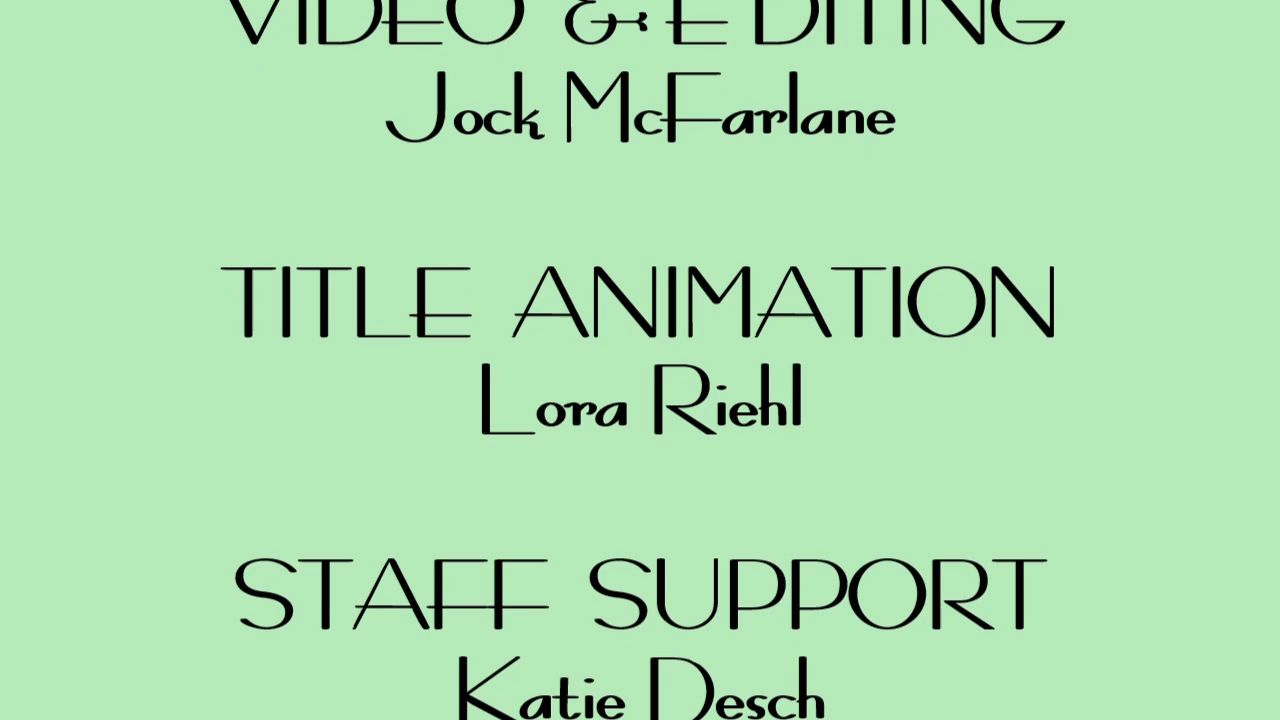 VIDEO & EDITING
Jock McFarlane
TITLE ANIMATION
Lora Riehl
STAFF SUPPORT
Katie Desch